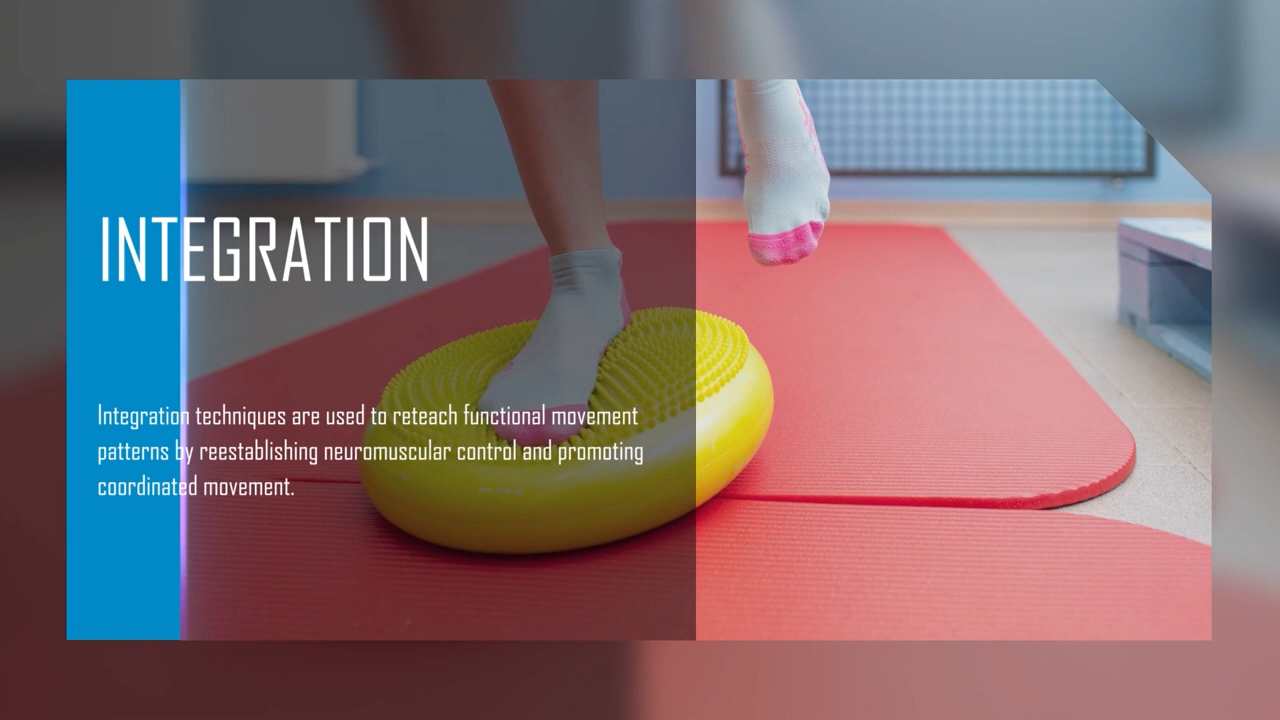 INTEGRATION
Integration techniques are used to reteach functional movement
patterns by reestablishing neuromuscular control and promoting
coordinated movement.